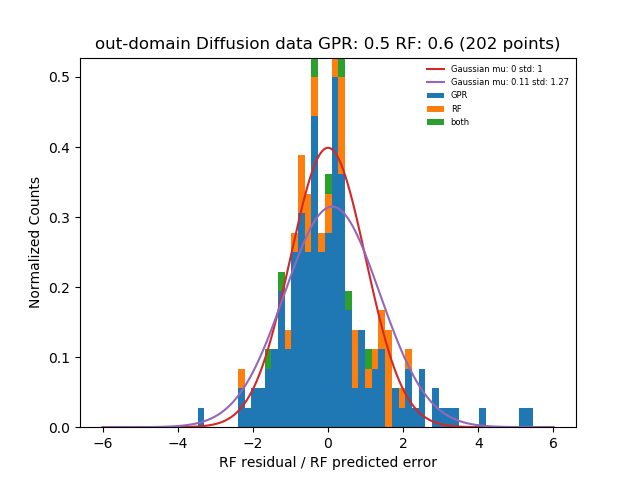 out-domain Diffusion data GPR: 0.5 RF: 0.6 (202 points)
Gaussian mu: 0 std: 1
Gaussian mu: 0.11 std: 1.27
GPR
RF
both
Normalized Counts
0.5
0.4
0.3
0.2
0.1
0.0
−6 −4 −2 0 2 4 6
RF residual / RF predicted error